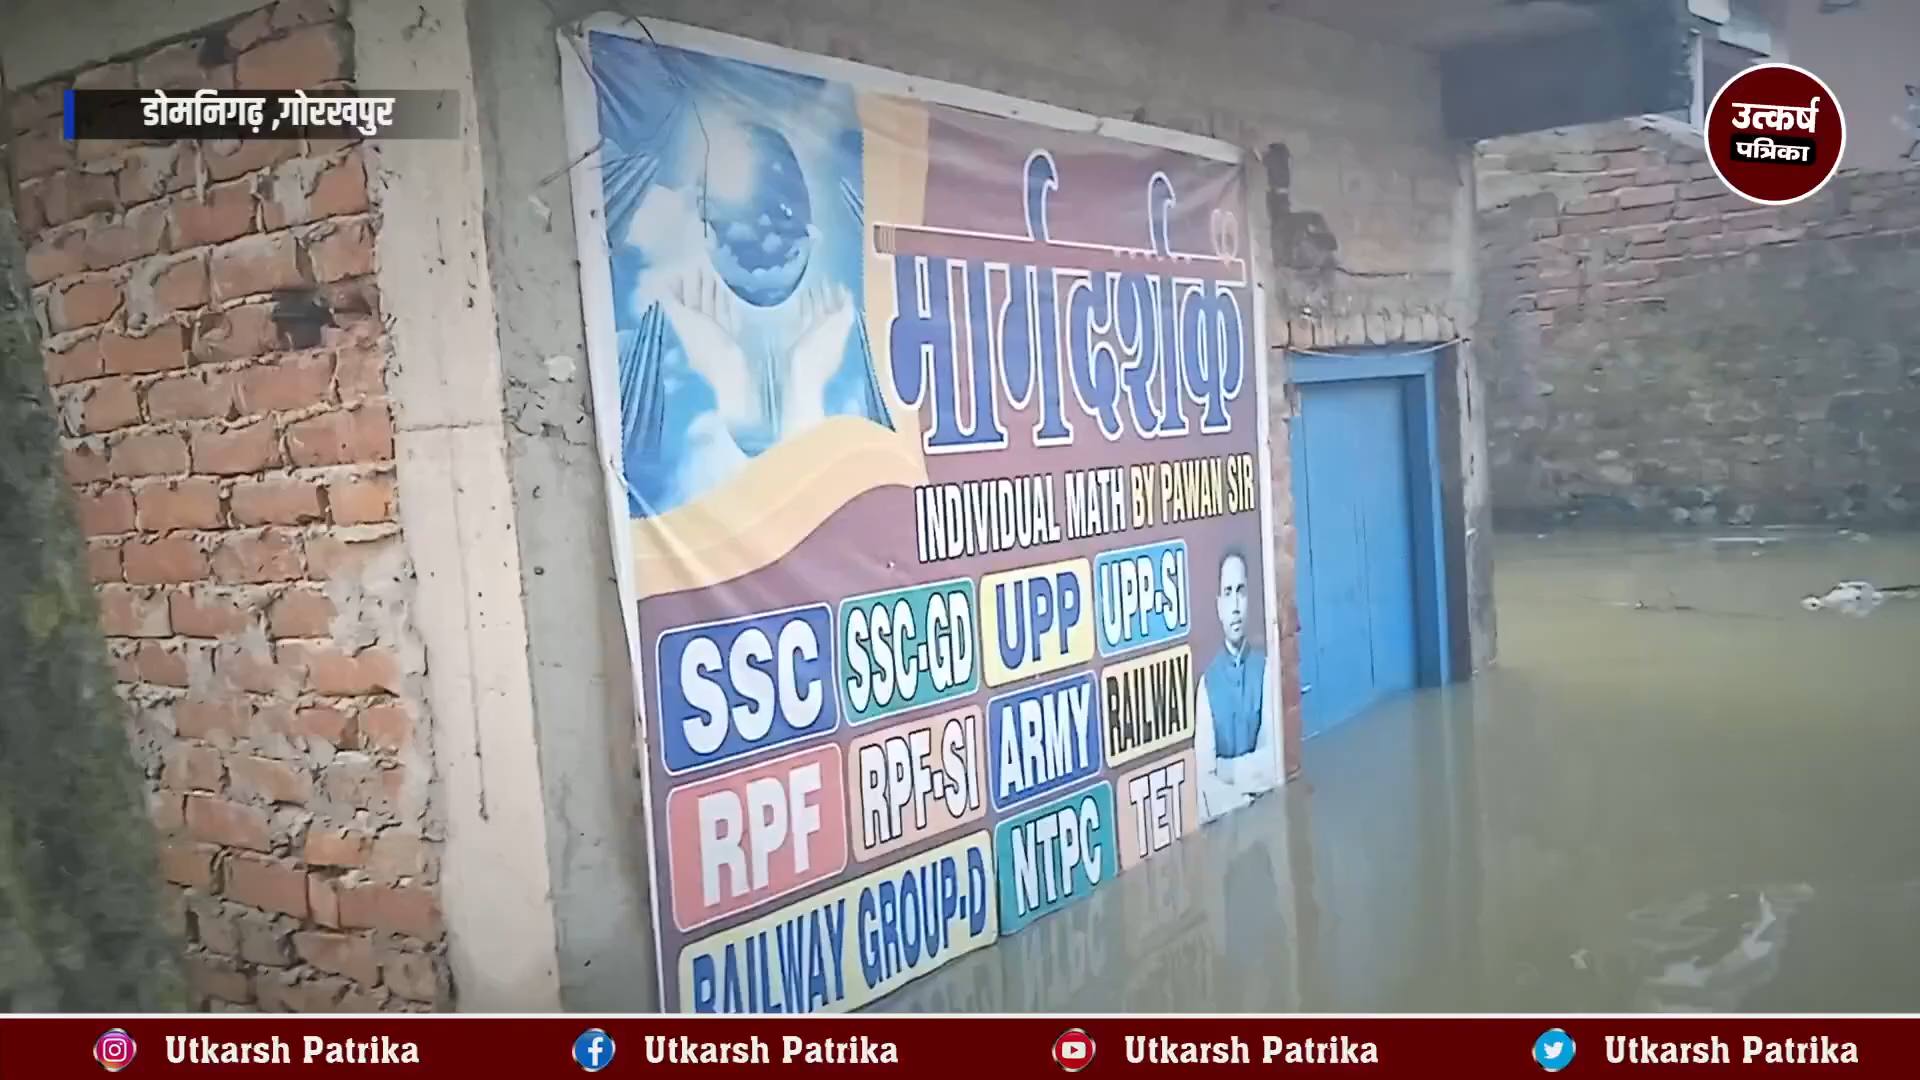 डोमनिगढ़ ,गोरखपुर
उत्कर्ष
पत्रिका
मार्गदर्शक
INDIVIDUAL MATH BY PAWAN SIR
SSC SSC-GD UPP UPP-SI
RPF RPF-SI ARMY RAILWAY
RAILWAY GROUP-D NTPC TET
Utkarsh Patrika Utkarsh Patrika Utkarsh Patrika Utkarsh Patrika